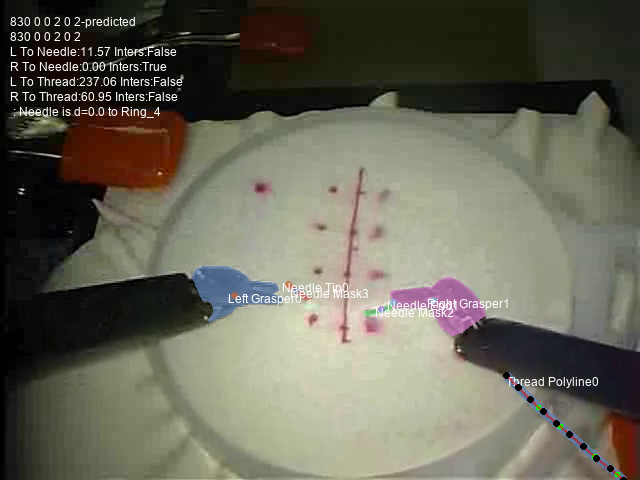 830 0 0 2 0 2-predicted
830 0 0 2 0 2
L To Needle:11.57 Inters:False
R To Needle:0.00 Inters:True
L To Thread:237.06 Inters:False
R To Thread:60.95 Inters:False
: Needle is d=0.0 to Ring_4
Needle Tip0
Needle Mask3
Left Grasper0
Right Grasper1
Needle Mask2
Thread Polyline0